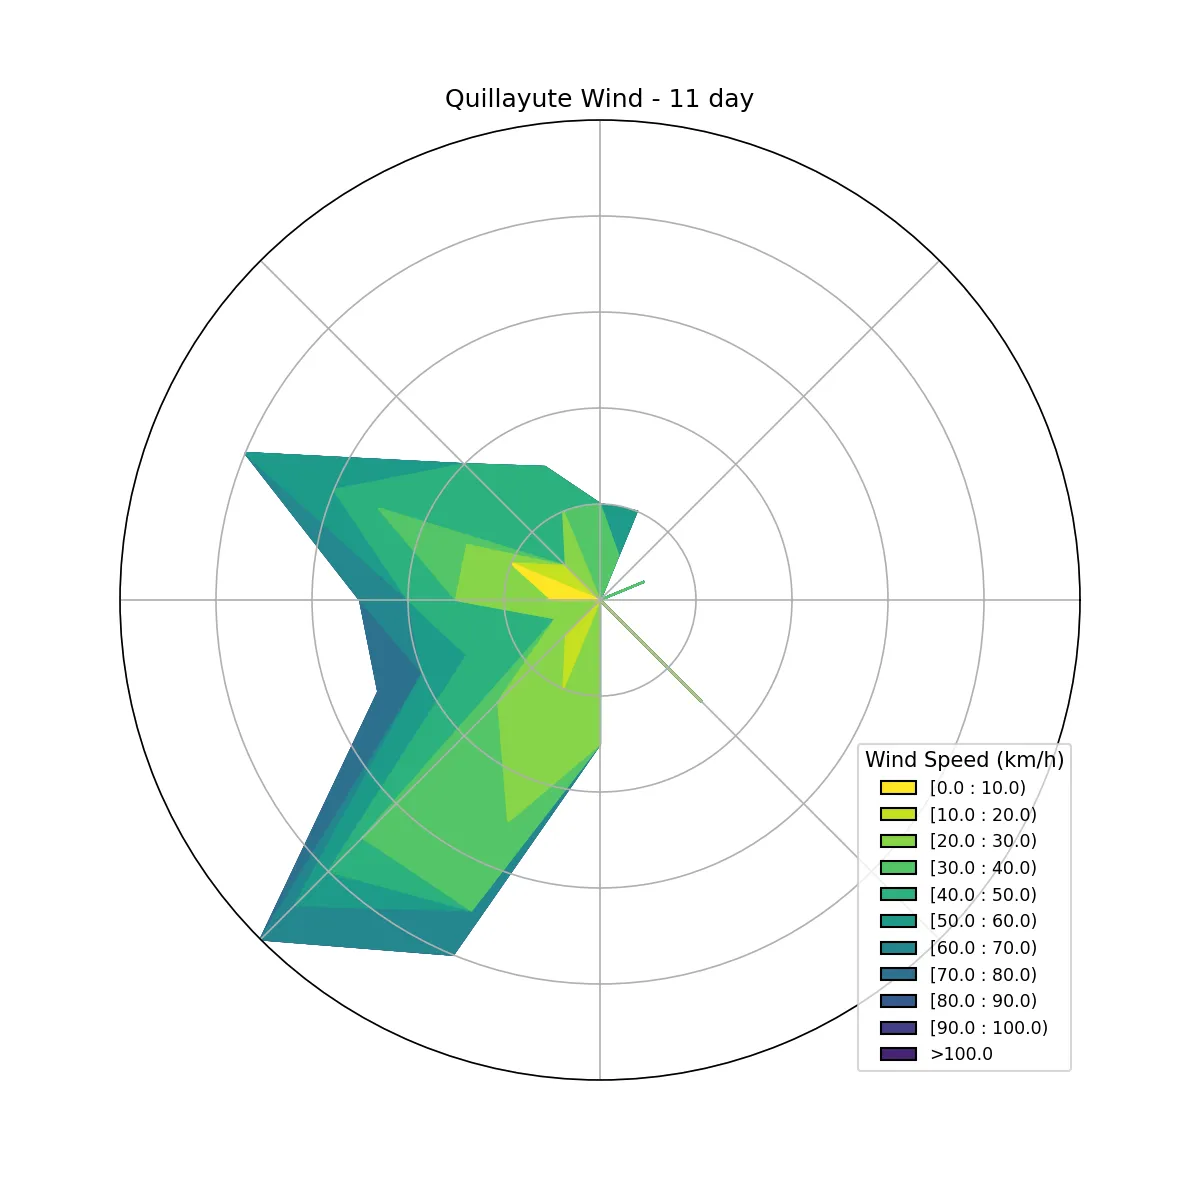 Quillayute Wind - 11 day
Wind Speed (km/h)
[0.0 : 10.0)
[10.0 : 20.0)
[20.0 : 30.0)
[30.0 : 40.0)
[40.0 : 50.0)
[50.0 : 60.0)
[60.0 : 70.0)
[70.0 : 80.0)
[80.0 : 90.0)
[90.0 : 100.0)
>100.0